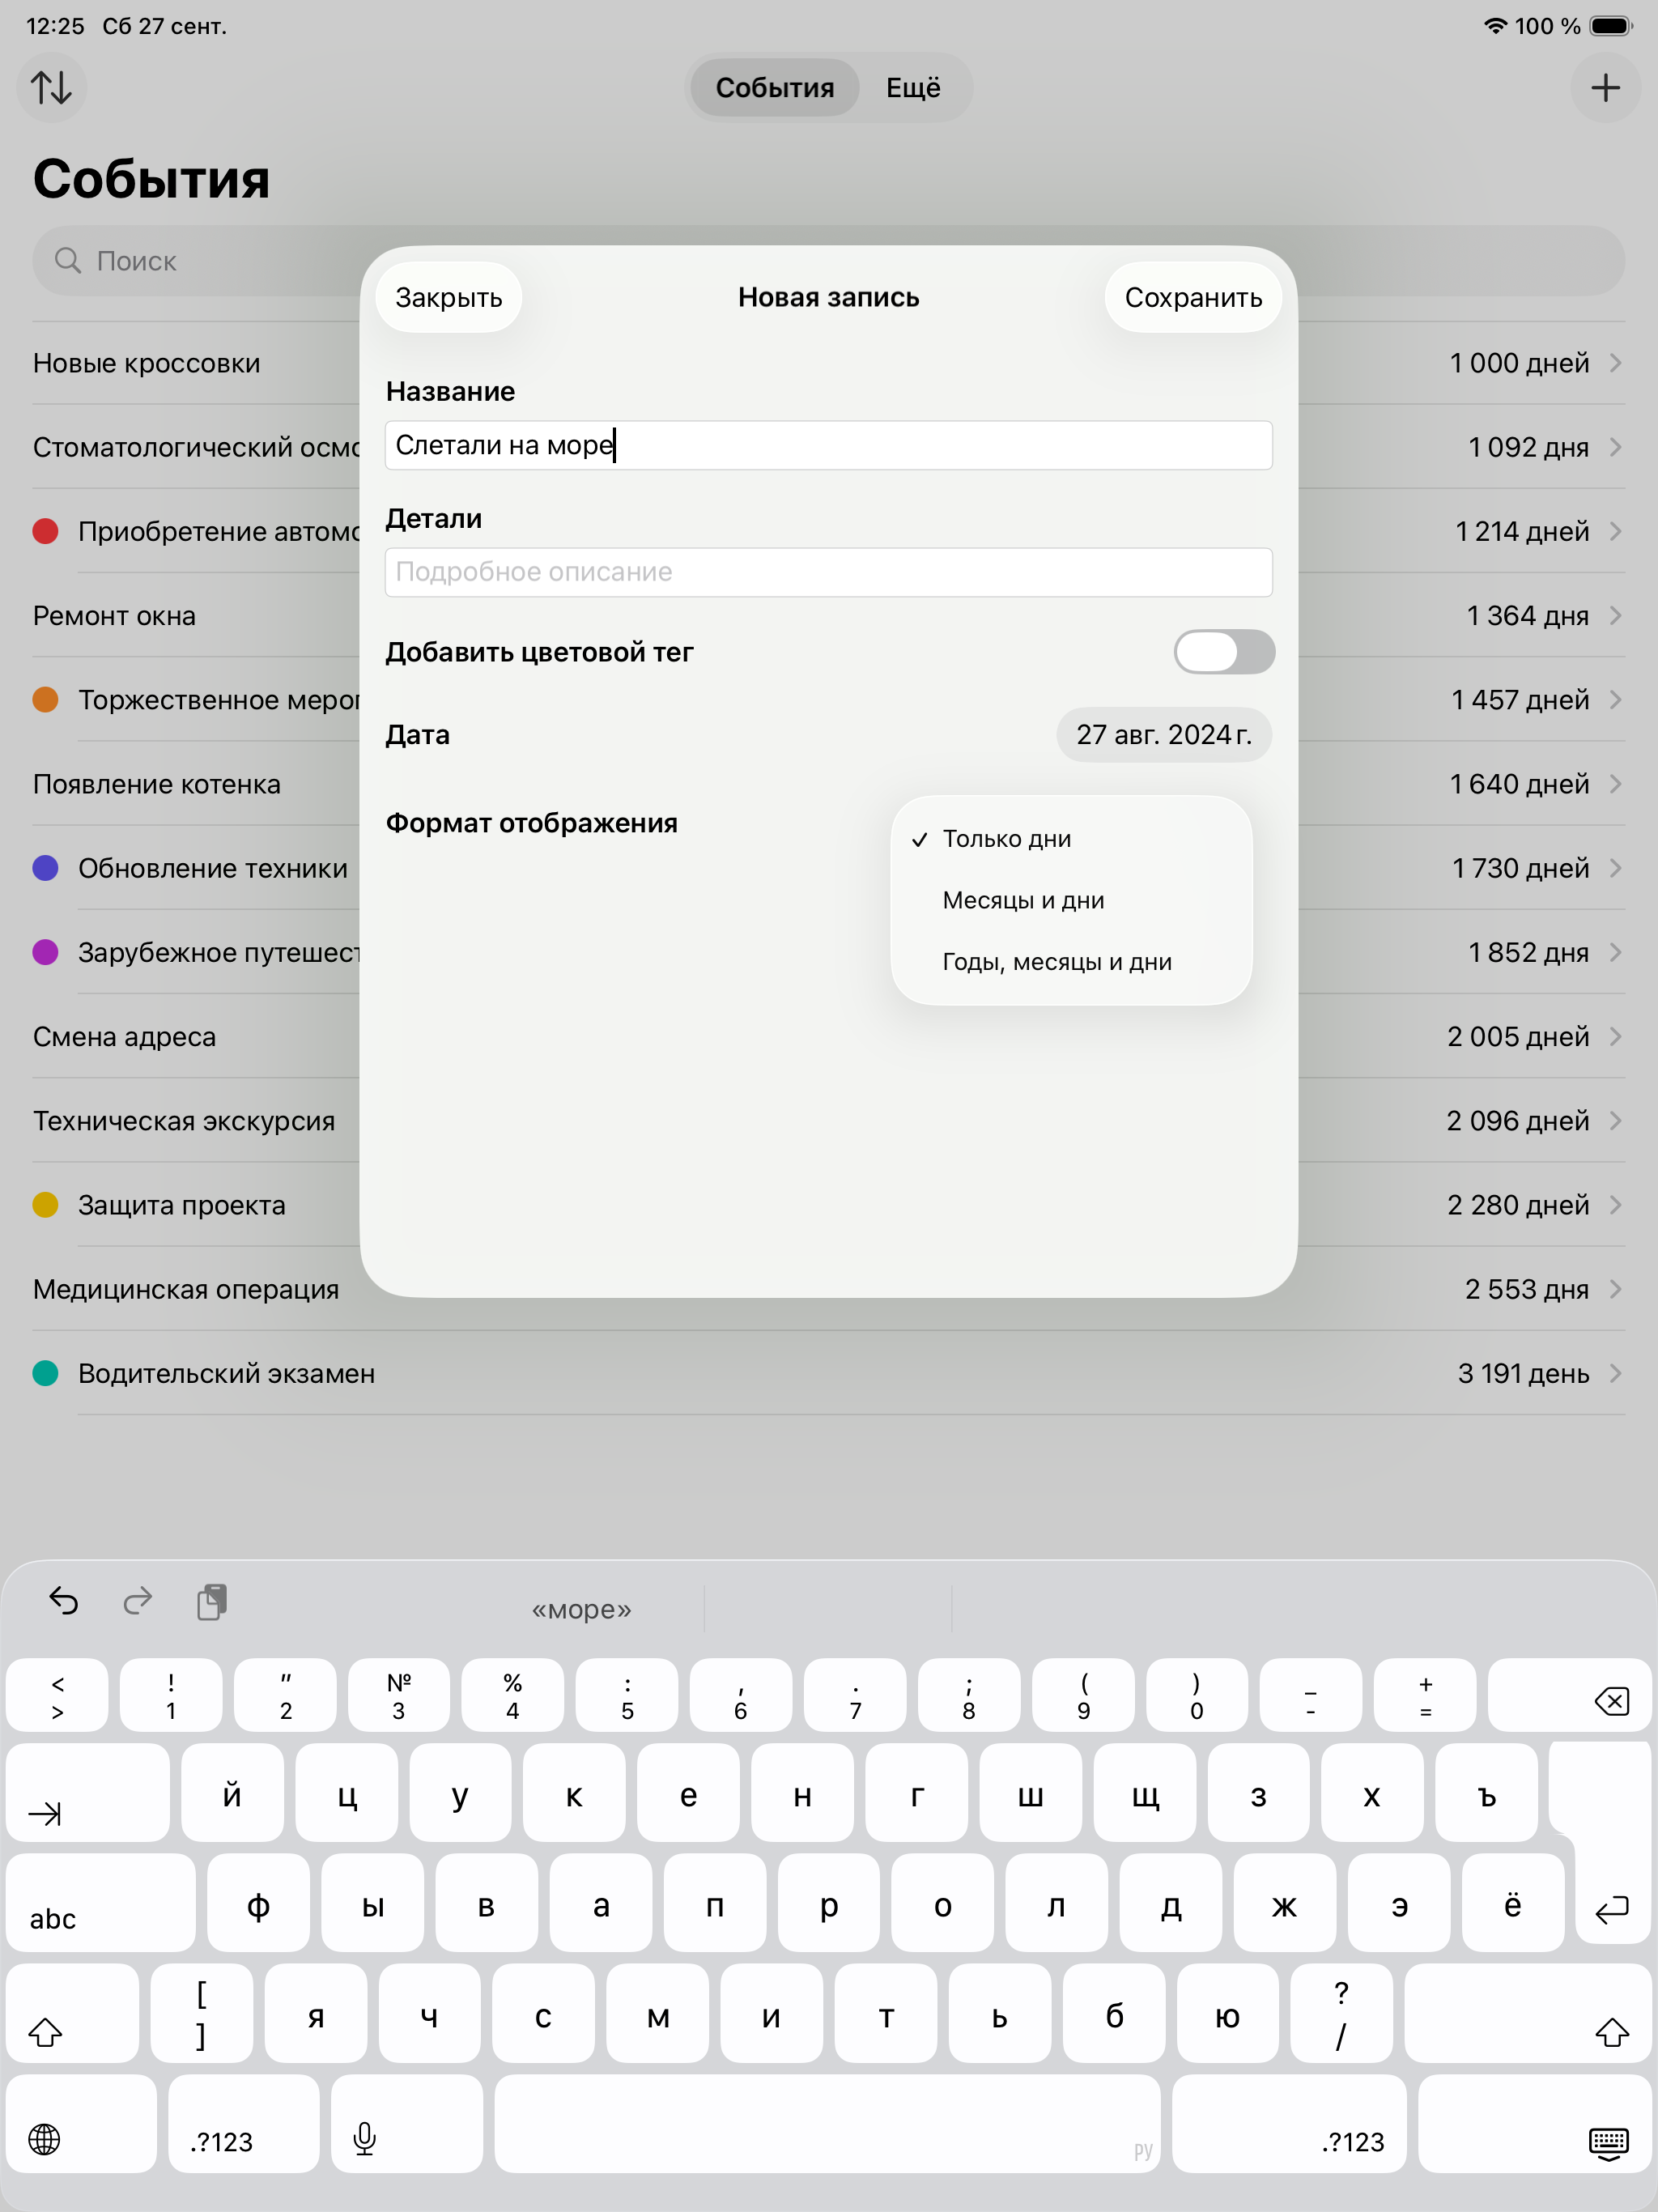 12:25 Сб 27 сент.
100 %
События Ещё
События
Поиск
Закрыть
Новая запись
Сохранить
Название
Слетали на море
Детали
Подробное описание
Добавить цветовой тег
Дата
27 авг. 2024 г.
Формат отображения
Только дни
Месяцы и дни
Годы, месяцы и дни
Новые кроссовки
1 000 дней
Стоматологический
1 092 дня
Приобретение
1 214 дней
Ремонт окна
1 364 дня
Торжественное
1 457 дней
Появление котенка
1 640 дней
Обновление техники
1 730 дней
Зарубежное
1 852 дня
Смена адреса
2 005 дней
Техническая экскурсия
2 096 дней
Защита проекта
2 280 дней
Медицинская операция
2 553 дня
Водительский экзамен
3 191 день
«море»
< ! " № % : , . ; ( ) _ +
> 1 2 3 4 5 6 7 8 9 0 - =
й ц у к е н г ш щ з х ъ
abc ф ы в а п р о л д ж э ё
[ ?
] я ч с м и т ь б ю /
.?123 РУ .?123